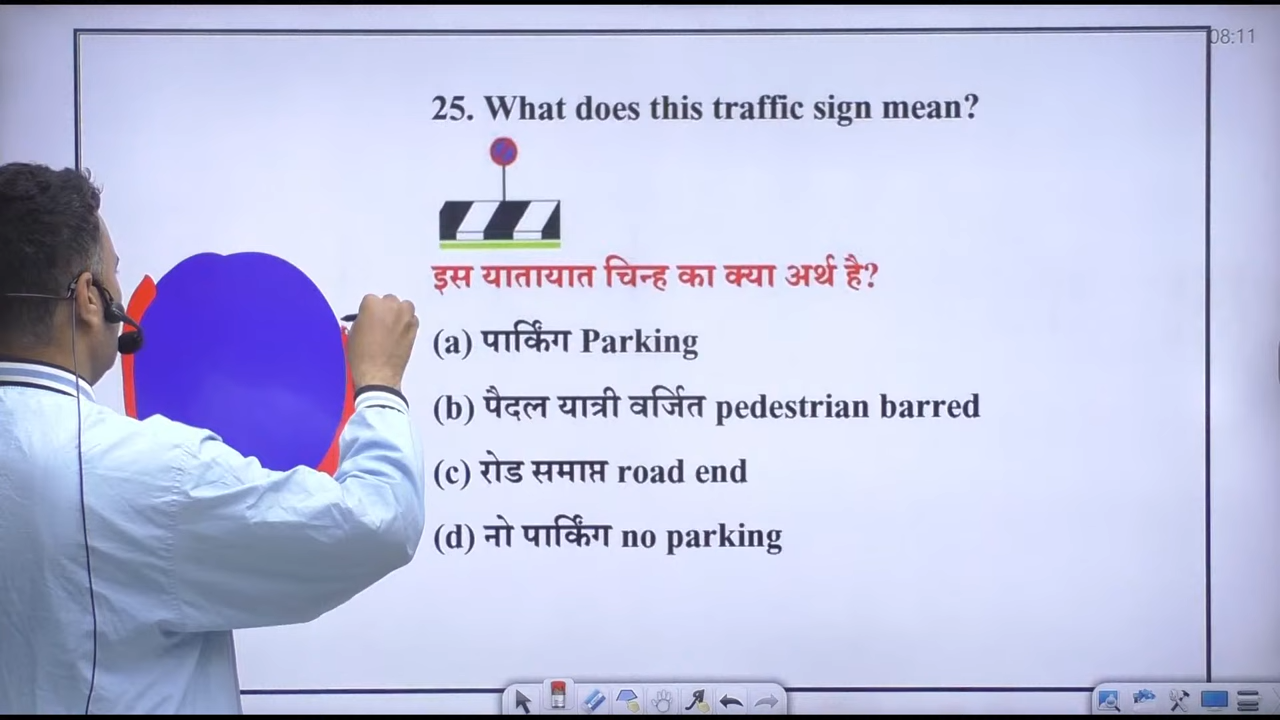 08:11
25. What does this traffic sign mean?
इस यातायात चिन्ह का क्या अर्थ है?
(a) पार्किंग Parking
(b) पैदल यात्री वर्जित pedestrian barred
(c) रोड समाप्त road end
(d) नो पार्किंग no parking